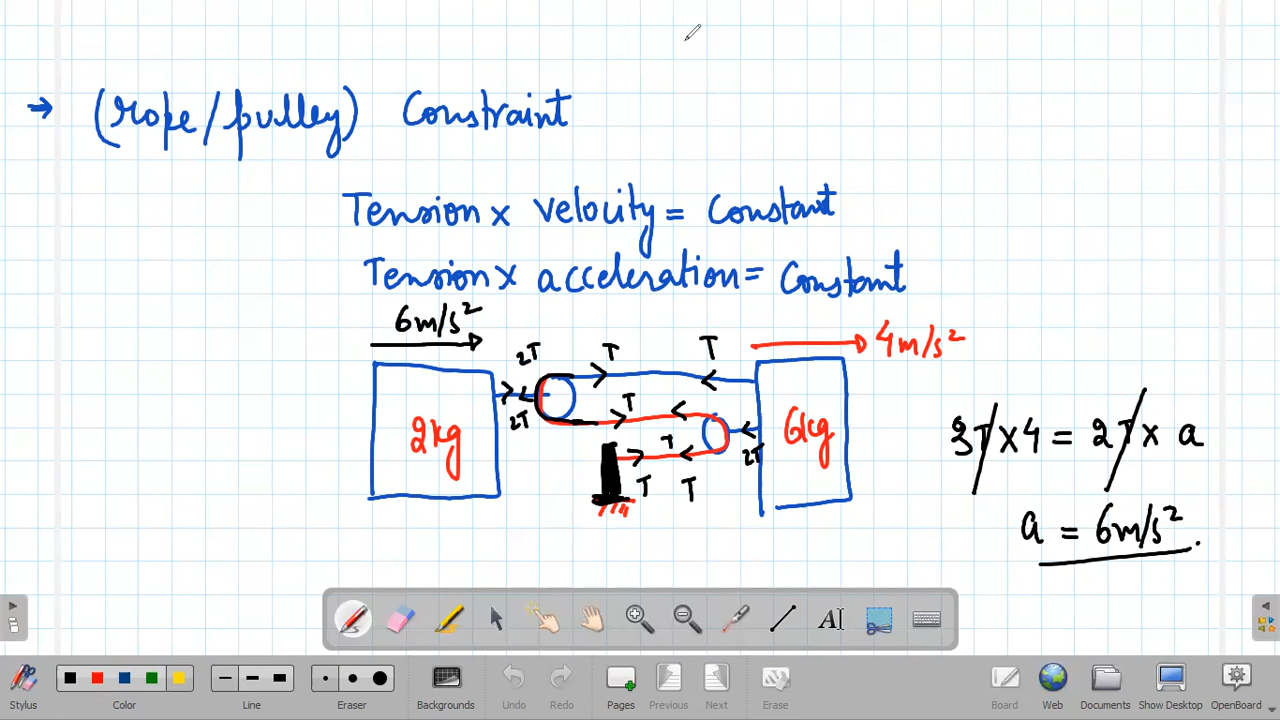 → (rope/pulley) Constraint
Tension x velocity = Constant
Tension x acceleration = Constant
6m/s²
4m/s²
2T T T
2T T
2kg
T
2T
6kg
T T
3T x 4 = 2T x a
a = 6m/s².
Stylus
Color
Line
Eraser
Backgrounds
Undo
Redo
Pages
Previous
Next
Erase
Board
Web
Documents
Show Desktop
OpenBoard